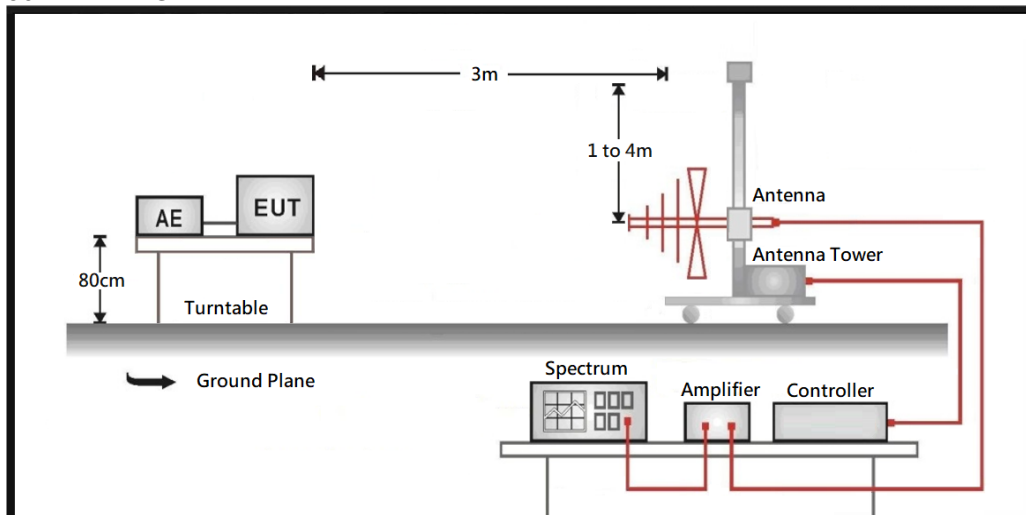 3m
1 to 4m
Antenna
EUT
AE
Antenna Tower
80cm
Turntable
Ground Plane
Spectrum
Amplifier
Controller